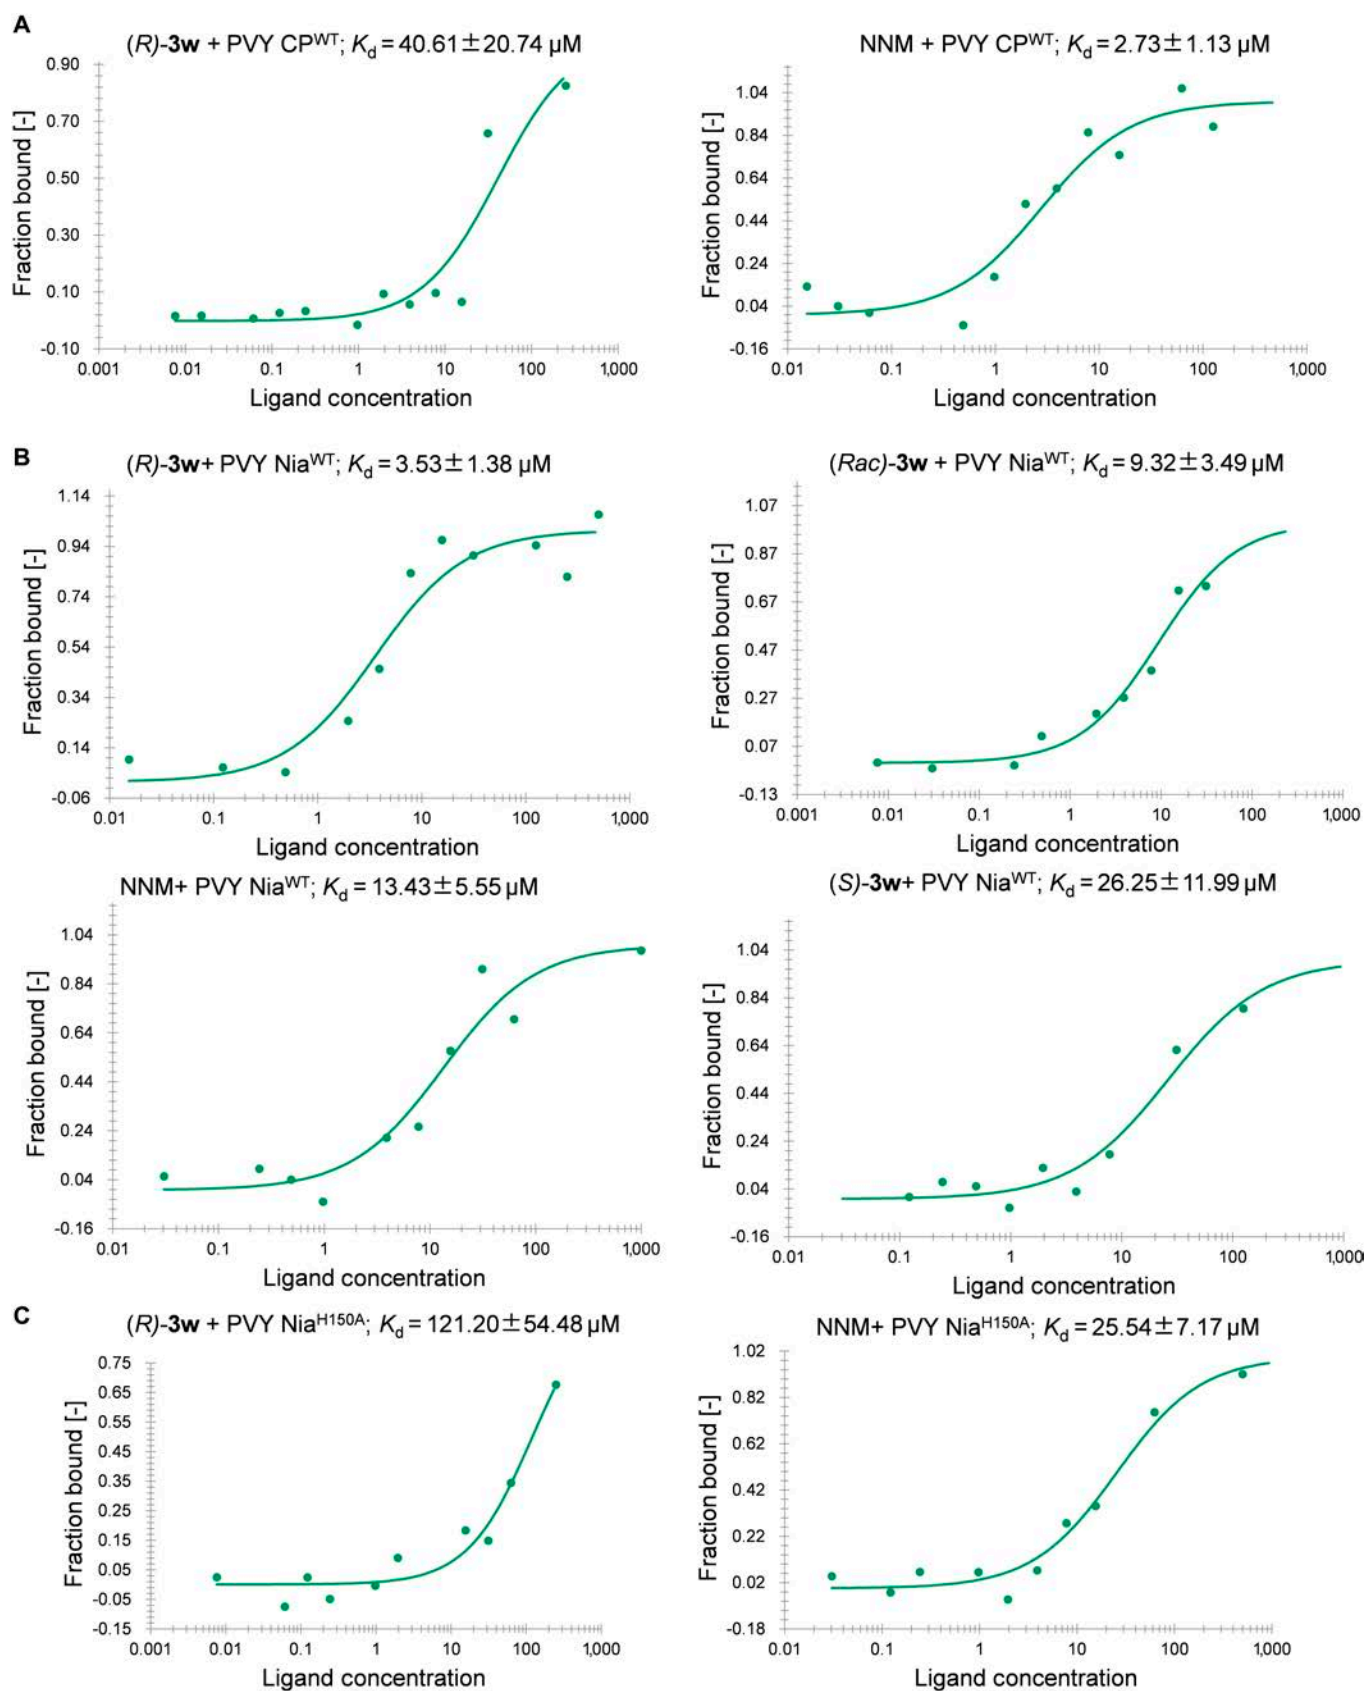 A
(R)-3w + PVY CP^WT; K_d = 40.61±20.74 µM
0.90
0.70
0.50
0.30
0.10
-0.10
Fraction bound [-]
0.001 0.01 0.1 1 10 100 1,000
Ligand concentration
NNM + PVY CP^WT; K_d = 2.73±1.13 µM
1.04
0.84
0.64
0.44
0.24
0.04
-0.16
Fraction bound [-]
0.01 0.1 1 10 100 1,000
Ligand concentration
B
(R)-3w+ PVY Nia^WT; K_d = 3.53±1.38 µM
1.14
0.94
0.74
0.54
0.34
0.14
-0.06
Fraction bound [-]
0.01 0.1 1 10 100 1,000
Ligand concentration
(Rac)-3w + PVY Nia^WT; K_d = 9.32±3.49 µM
1.07
0.87
0.67
0.47
0.27
0.07
-0.13
Fraction bound [-]
0.001 0.01 0.1 1 10 100 1,000
Ligand concentration
NNM+ PVY Nia^WT; K_d = 13.43±5.55 µM
1.04
0.84
0.64
0.44
0.24
0.04
-0.16
Fraction bound [-]
0.01 0.1 1 10 100 1,000
Ligand concentration
(S)-3w+ PVY Nia^WT; K_d = 26.25±11.99 µM
1.04
0.84
0.64
0.44
0.24
0.04
-0.16
Fraction bound [-]
0.01 0.1 1 10 100 1,000
Ligand concentration
C
(R)-3w + PVY Nia^H150A; K_d = 121.20±54.48 µM
0.75
0.65
0.55
0.45
0.35
0.25
0.15
0.05
-0.05
-0.15
Fraction bound [-]
0.001 0.01 0.1 1 10 100 1,000
Ligand concentration
NNM+ PVY Nia^H150A; K_d = 25.54±7.17 µM
1.02
0.82
0.62
0.42
0.22
0.02
-0.18
Fraction bound [-]
0.01 0.1 1 10 100 1,000
Ligand concentration